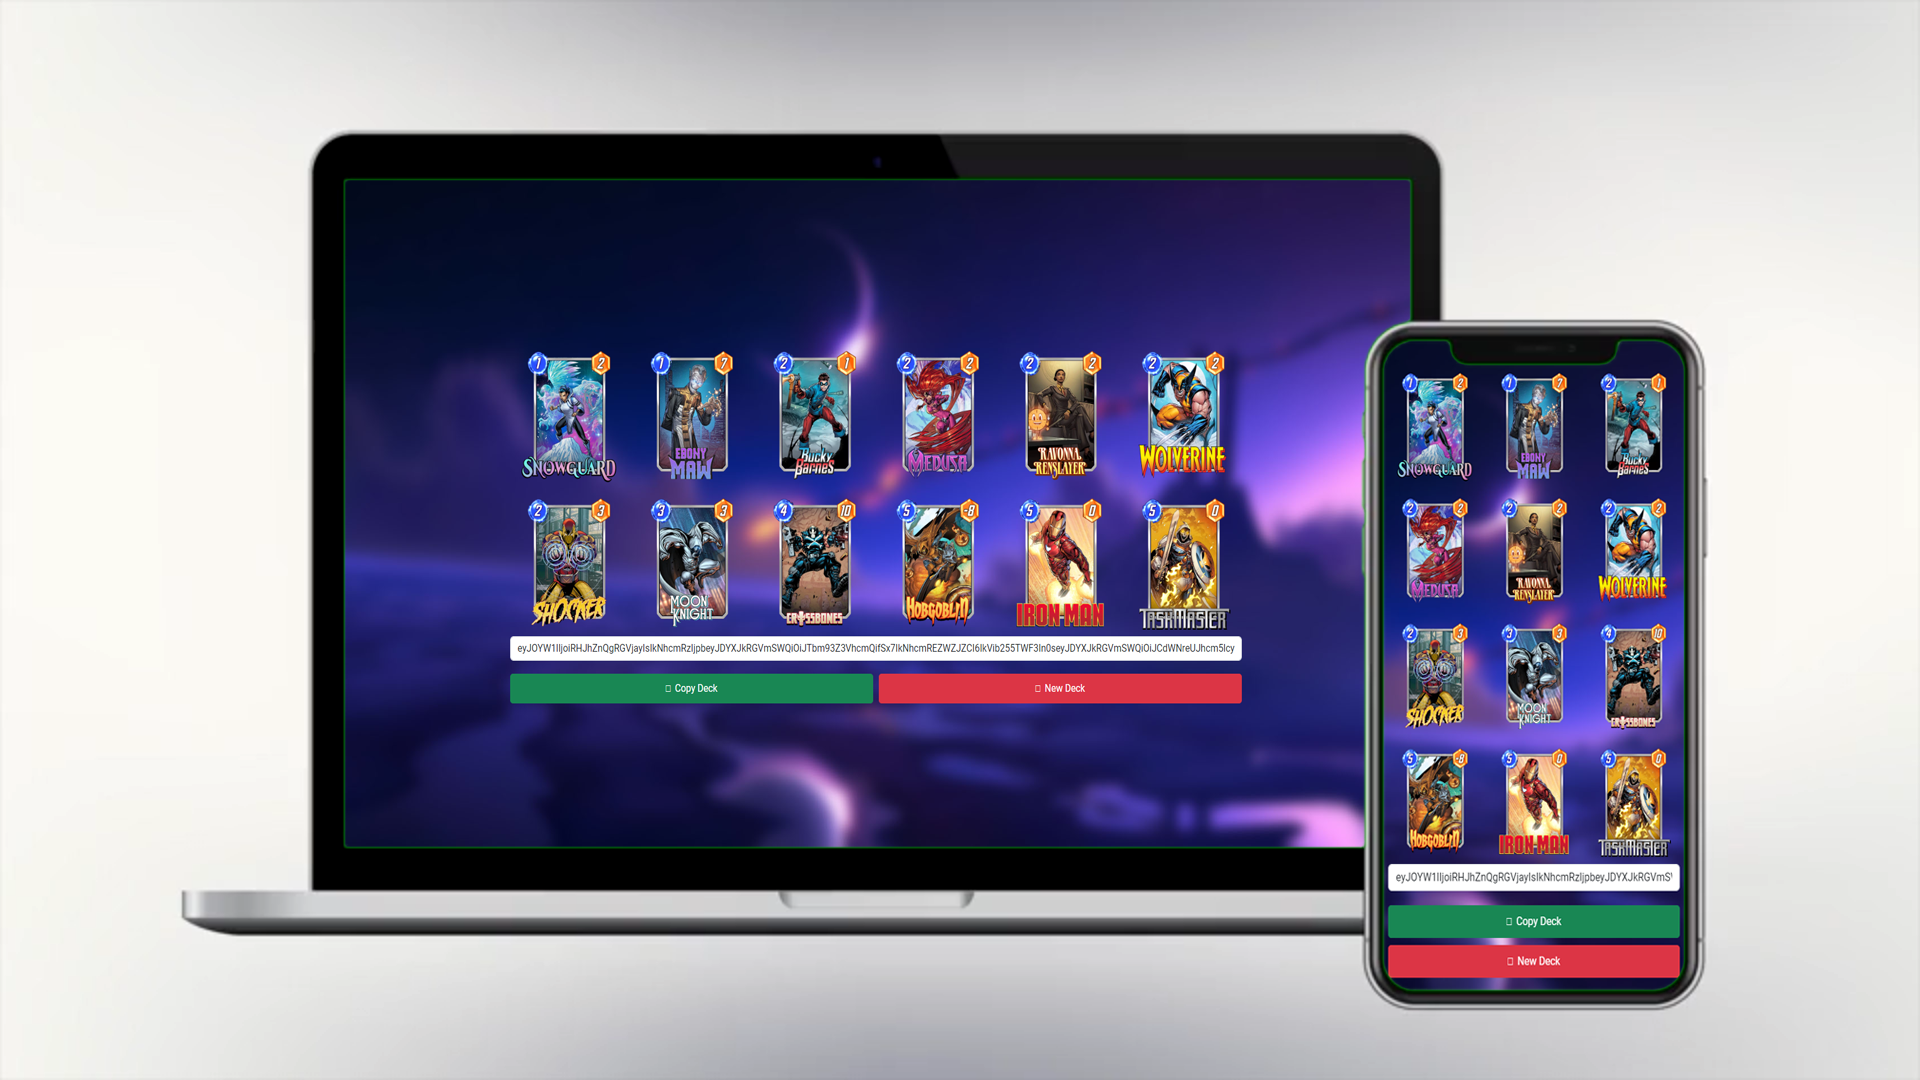 1 2 1 7 2 1 2 2 2 2 2 2
SNOWGUARD EBONY MAW BUCKY BARNES MEDUSA RAVONNA RENSLAYER WOLVERINE
2 3 3 3 4 10 5 -8 5 0 5 0
SHOCKER MOON KNIGHT CROSSBONES HOBGOBLIN IRON MAN TASKMASTER
Copy Deck New Deck
1 2 1 7 2 1
SNOWGUARD EBONY MAW BUCKY BARNES
2 2 2 2 2 2
MEDUSA RAVONNA RENSLAYER WOLVERINE
2 3 3 3 4 10
SHOCKER MOON KNIGHT CROSSBONES
5 -8 5 0 5 0
HOBGOBLIN IRON MAN TASKMASTER
Copy Deck
New Deck